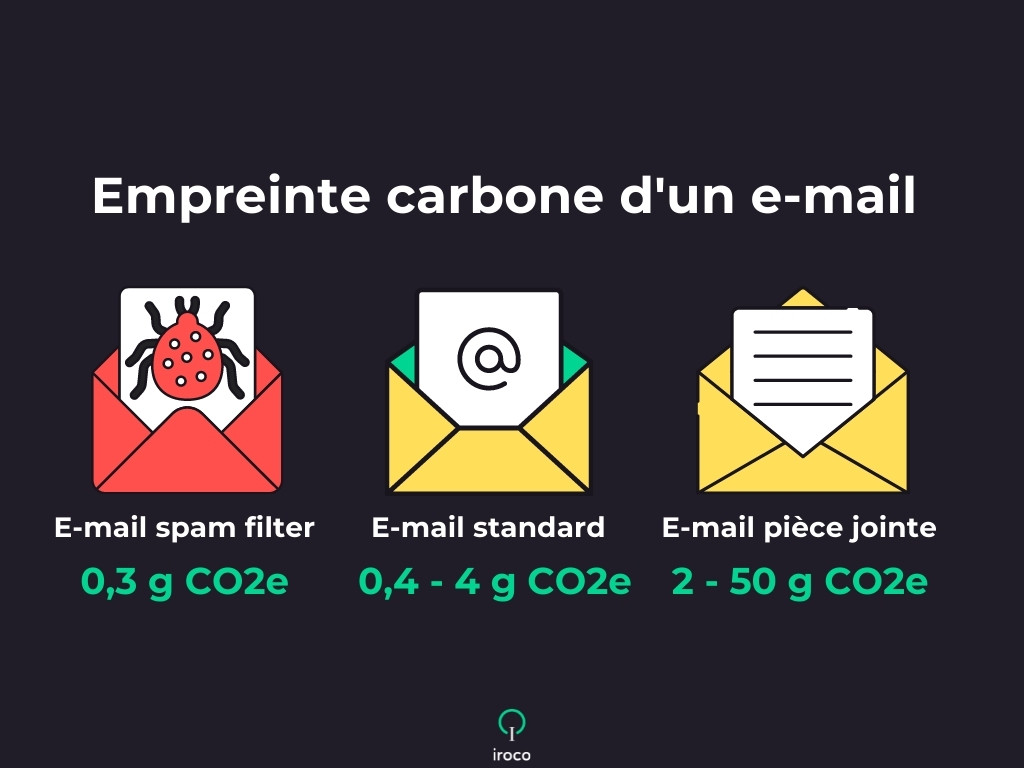 Empreinte carbone d'un e-mail
@
E-mail spam filter
E-mail standard
E-mail pièce jointe
0,3 g CO2e
0,4 - 4 g CO2e
2 - 50 g CO2e
I
iroco